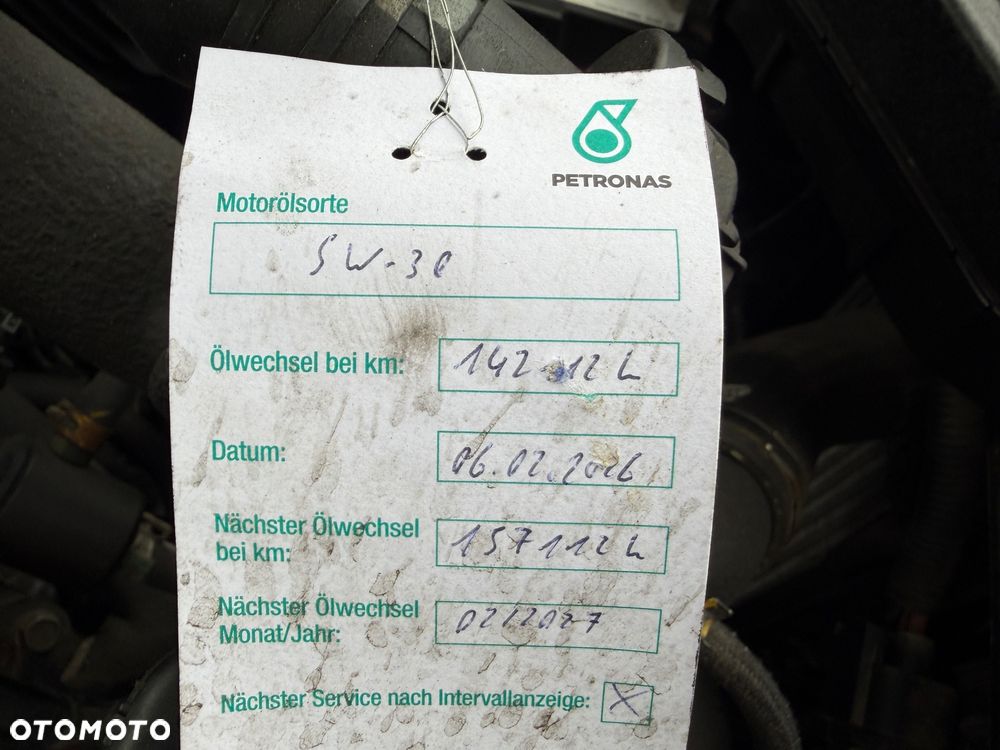 PETRONAS
Motorölsorte
5W-30
Ölwechsel bei km:
Datum:
06.02.2026
Nächster Ölwechsel
bei km:
157112 h
Nächster Ölwechsel
Monat/Jahr:
02/2027
Nächster Service nach Intervallanzeige: X
OTOMOTO